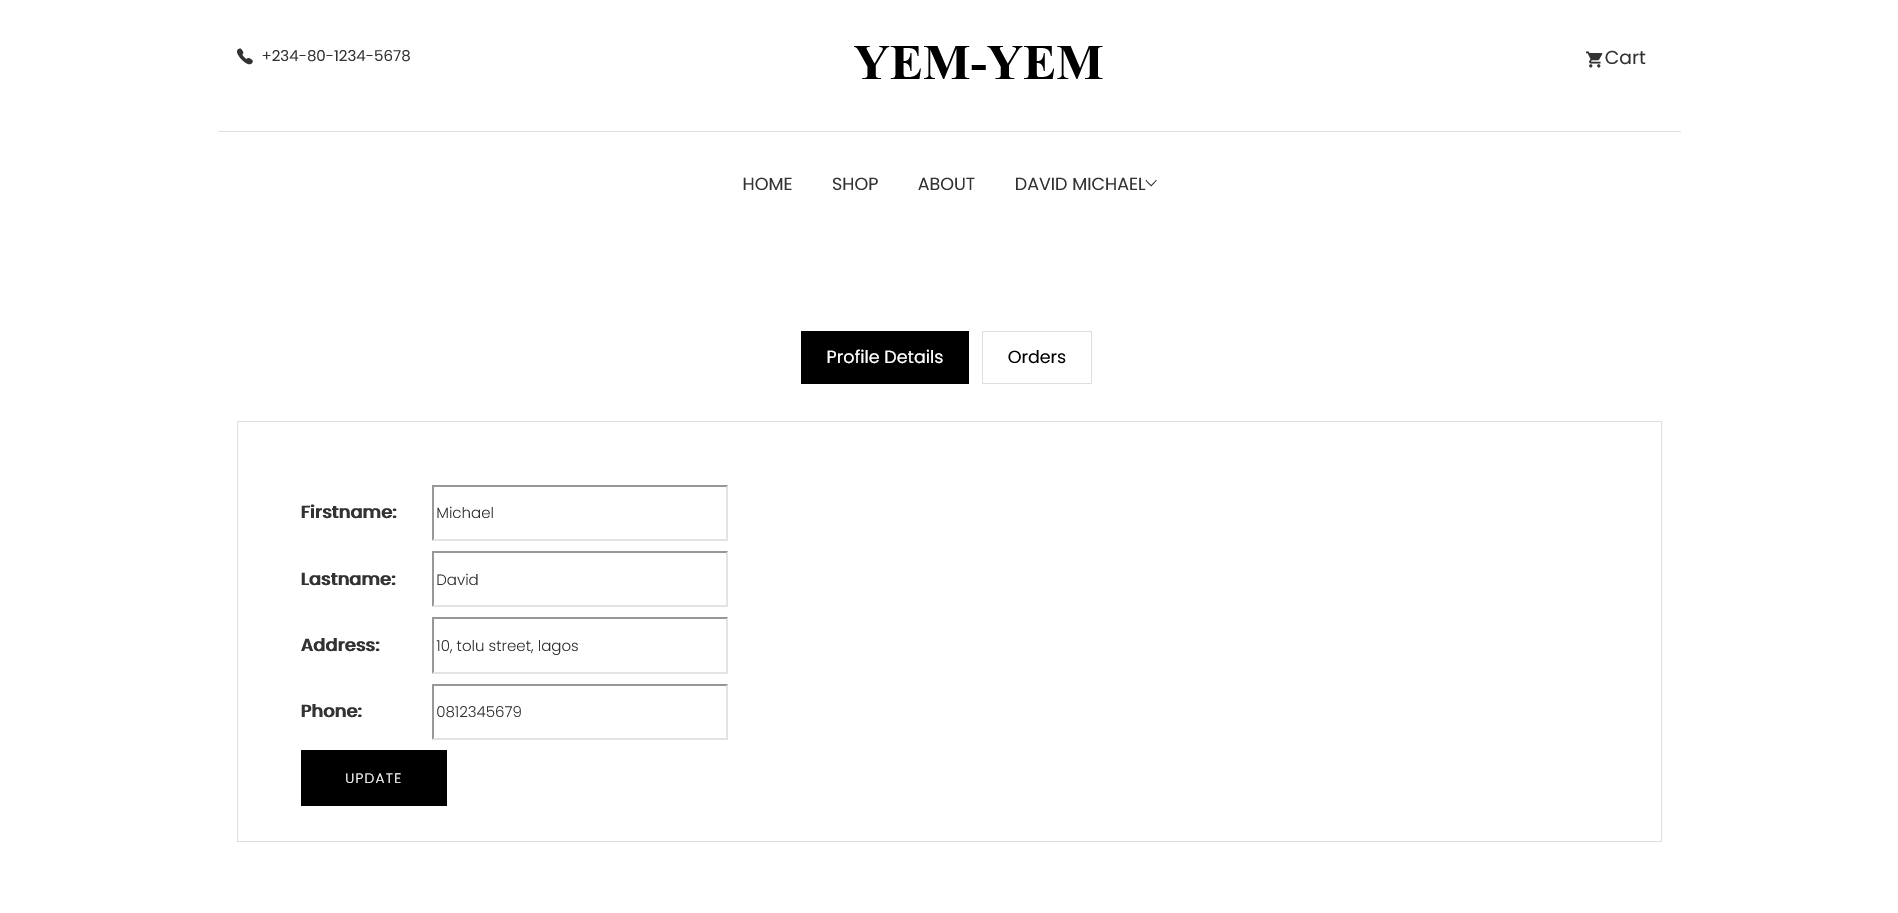 +234-80-1234-5678
YEM-YEM
Cart
HOME SHOP ABOUT DAVID MICHAEL
Profile Details Orders
Firstname: Michael
Lastname: David
Address: 10, tolu street, lagos
Phone: 0812345679
UPDATE